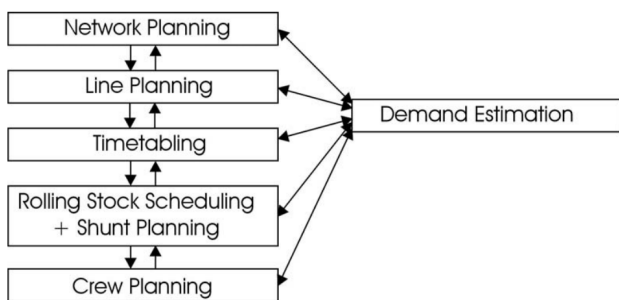 Network Planning
Line Planning
Demand Estimation
Timetabling
Rolling Stock Scheduling
+ Shunt Planning
Crew Planning